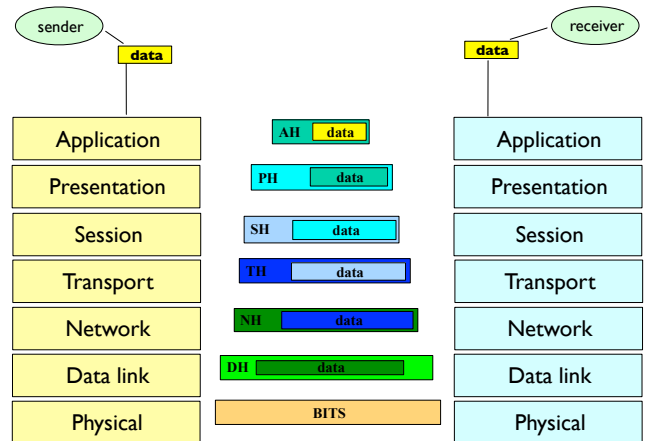 sender
receiver
data
data
Application
AH data
Application
Presentation
PH data
Presentation
Session
SH data
Session
Transport
TH data
Transport
Network
NH data
Network
Data link
DH data
Data link
Physical
BITS
Physical